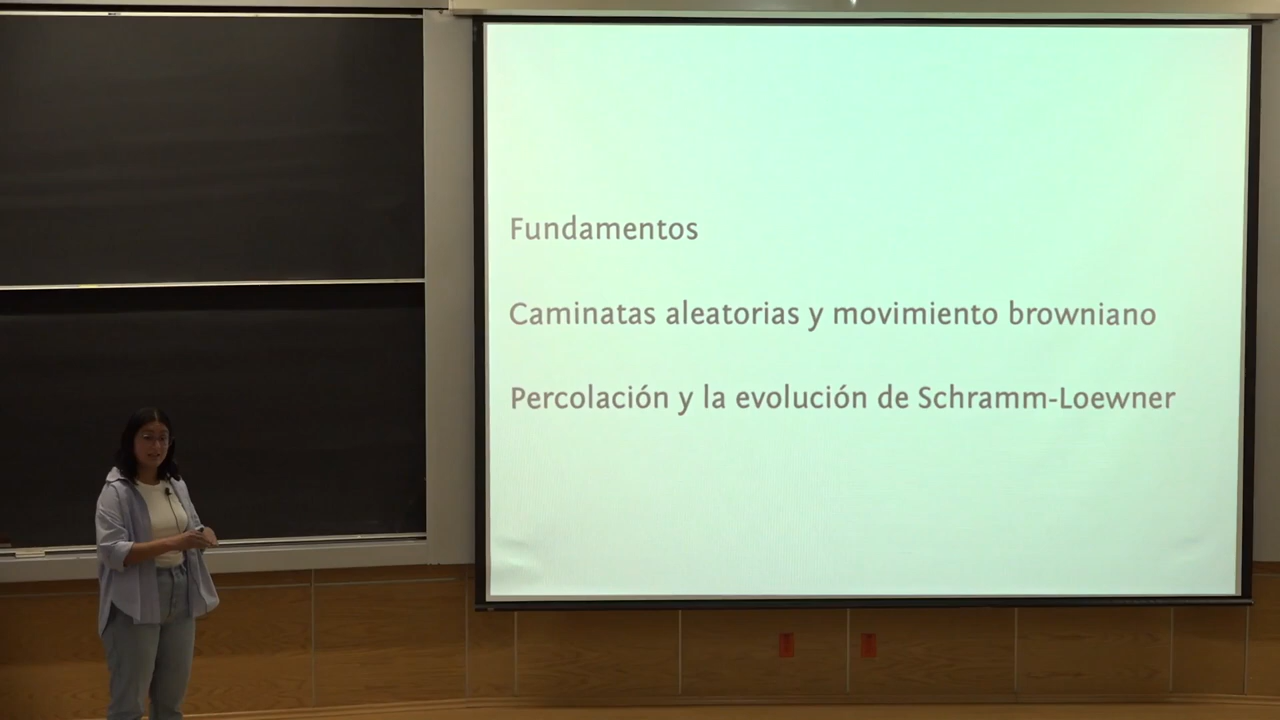 Fundamentos
Caminatas aleatorias y movimiento browniano
Percolación y la evolución de Schramm-Loewner